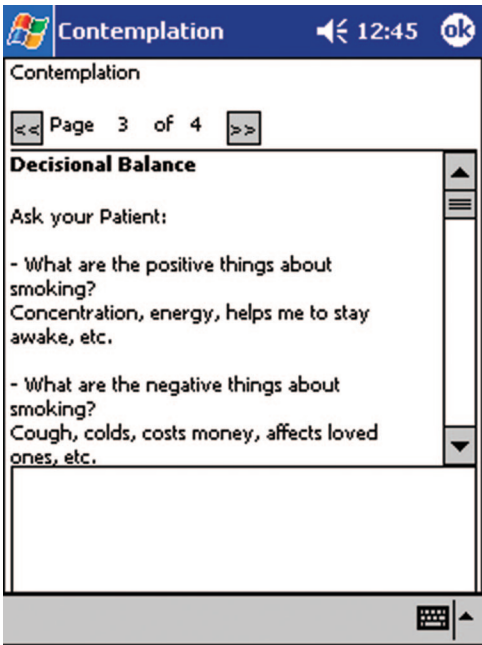 Contemplation 12:45 ok
Contemplation
<< Page 3 of 4 >>
Decisional Balance
Ask your Patient:
- What are the positive things about
smoking?
Concentration, energy, helps me to stay
awake, etc.
- What are the negative things about
smoking?
Cough, colds, costs money, affects loved
ones, etc.